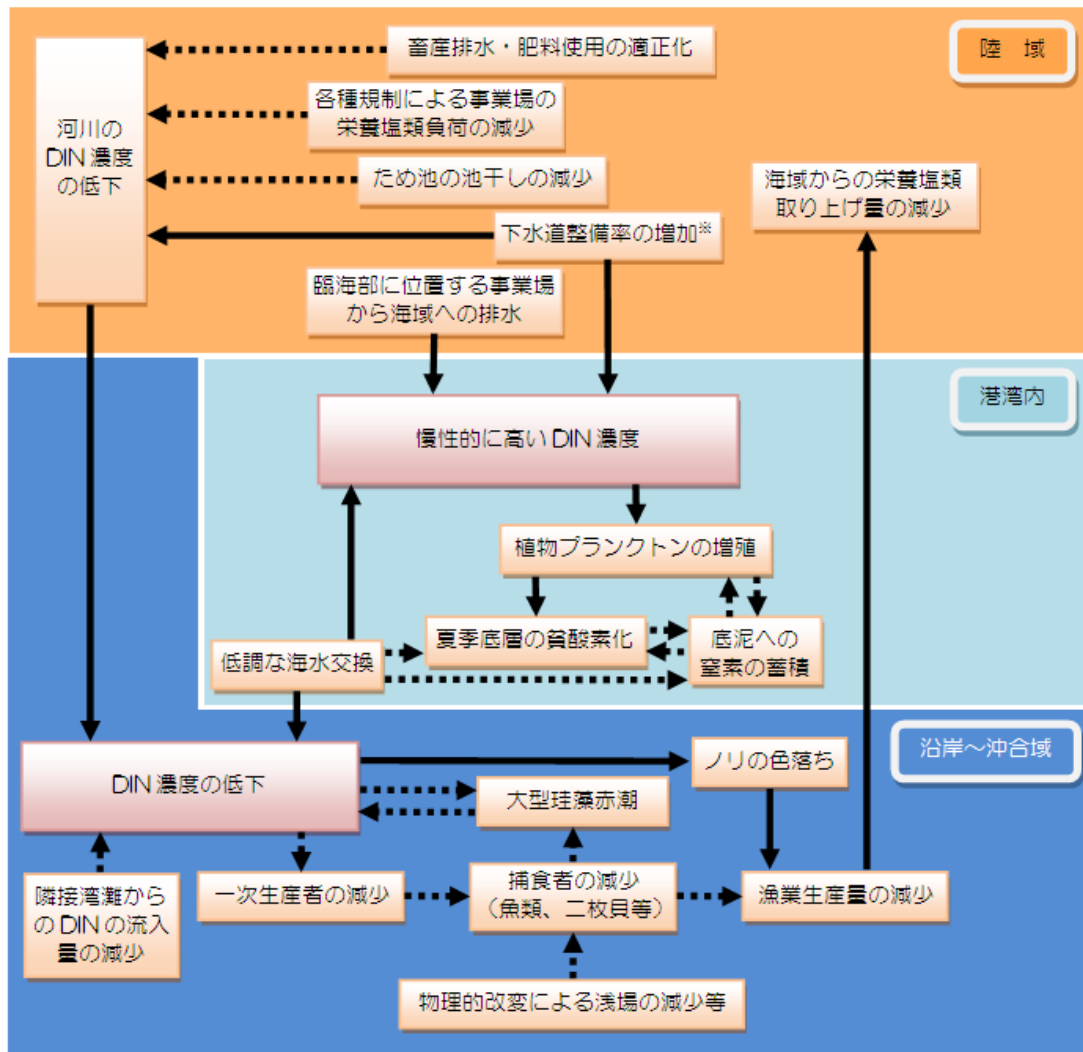 畜産排水・肥料使用の適正化
陸　域
河川の
DIN 濃度
の低下
各種規制による事業場の
栄養塩類負荷の減少
ため池の池干しの減少
海域からの栄養塩類
取り上げ量の減少
下水道整備率の増加※
臨海部に位置する事業場
から海域への排水
港湾内
慢性的に高い DIN 濃度
植物プランクトンの増殖
夏季底層の貧酸素化
底泥への
窒素の蓄積
低調な海水交換
沿岸～沖合域
DIN 濃度の低下
ノリの色落ち
大型珪藻赤潮
隣接湾灘から
の DIN の流入
量の減少
一次生産者の減少
捕食者の減少
（魚類、二枚貝等）
漁業生産量の減少
物理的改変による浅場の減少等